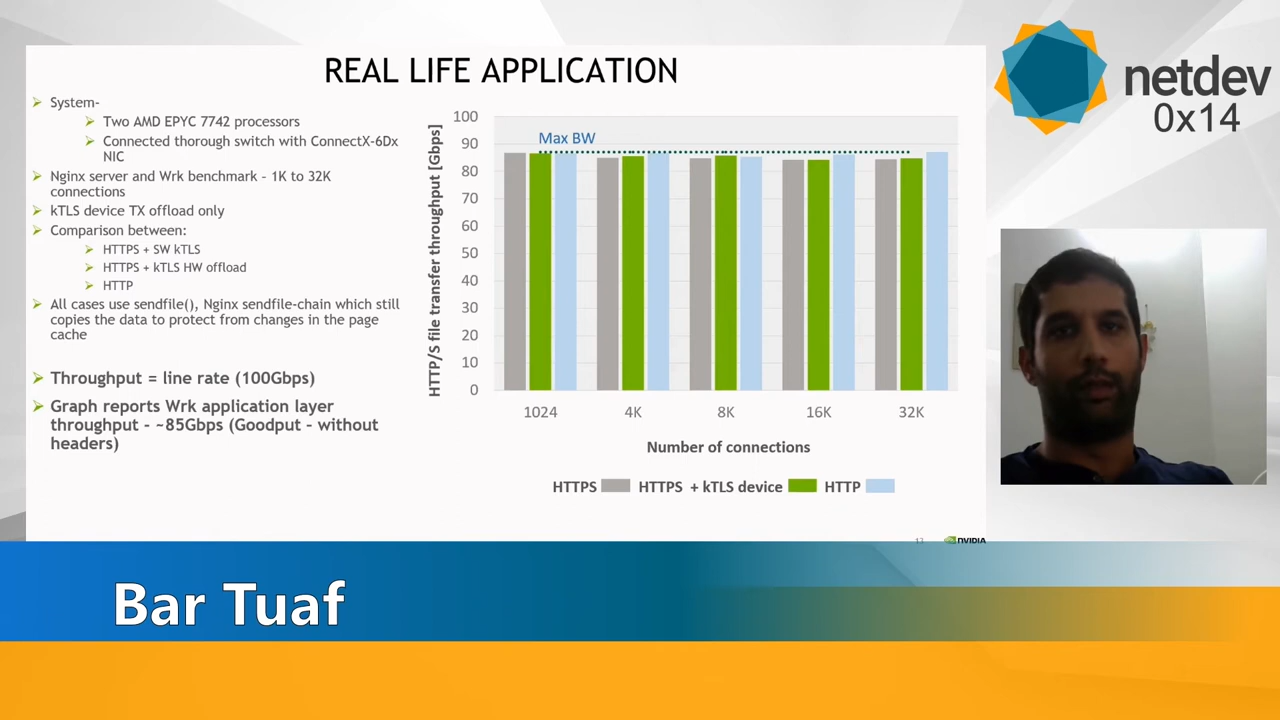 REAL LIFE APPLICATION
System-
Two AMD EPYC 7742 processors
Connected thorough switch with ConnectX-6Dx
NIC
Nginx server and Wrk benchmark – 1K to 32K
connections
kTLS device TX offload only
Comparison between:
HTTPS + SW kTLS
HTTPS + kTLS HW offload
HTTP
All cases use sendfile(), Nginx sendfile-chain which still
copies the data to protect from changes in the page
cache
Throughput = line rate (100Gbps)
Graph reports Wrk application layer
throughput - ~85Gbps (Goodput – without
headers)
HTTP/S file transfer throughput [Gbps]
100
90
80
70
60
50
40
30
20
10
0
Max BW
1024 4K 8K 16K 32K
Number of connections
HTTPS HTTPS + kTLS device HTTP
13 NVIDIA
netdev
0x14
Bar Tuaf